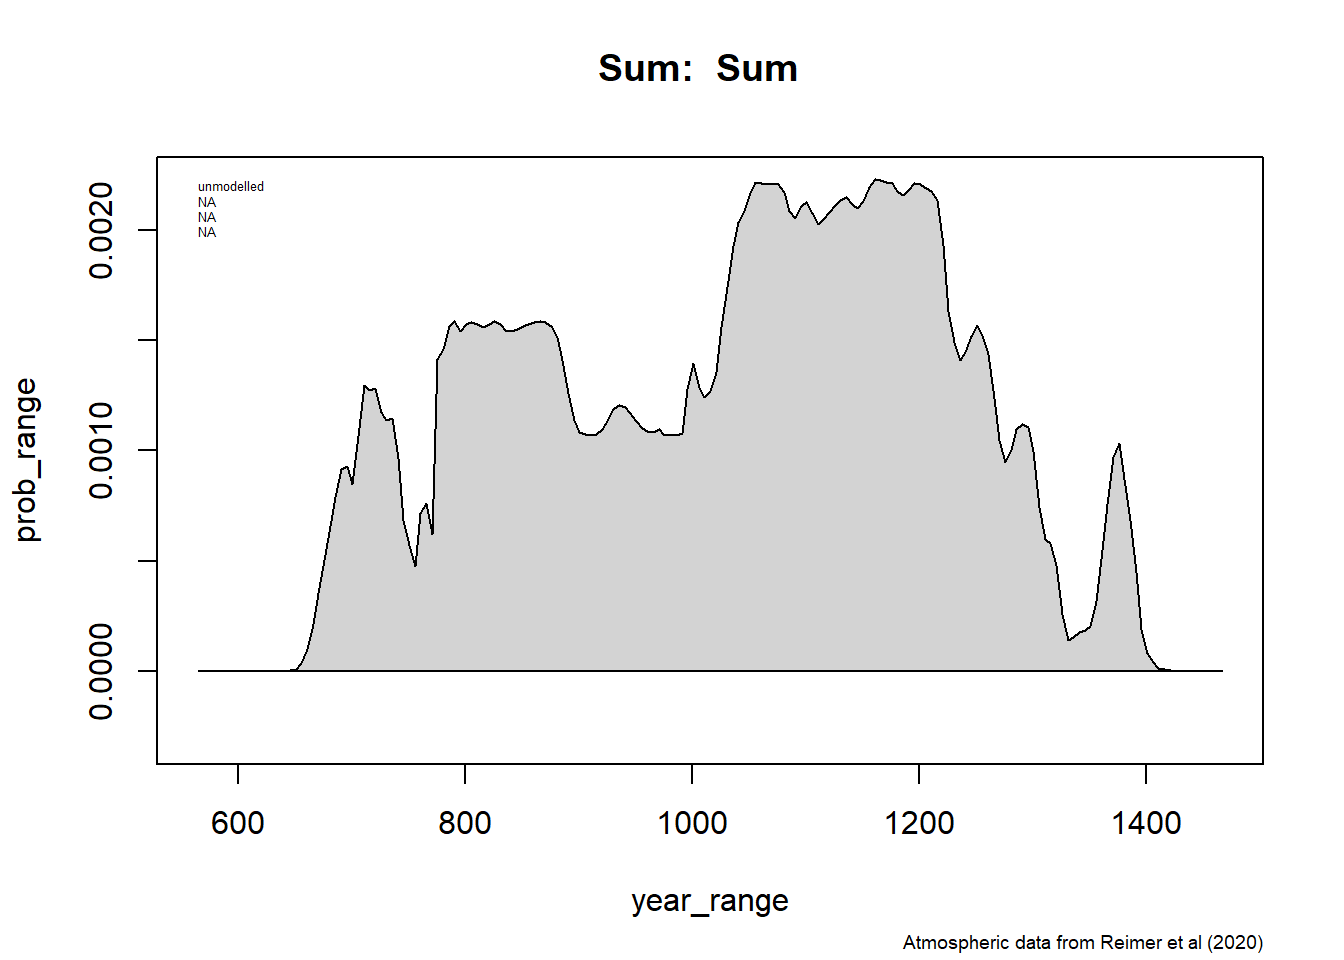 Sum:  Sum
unmodelled
NA
NA
NA
0.0020
0.0010
0.0000
prob_range
600 800 1000 1200 1400
year_range
Atmospheric data from Reimer et al (2020)